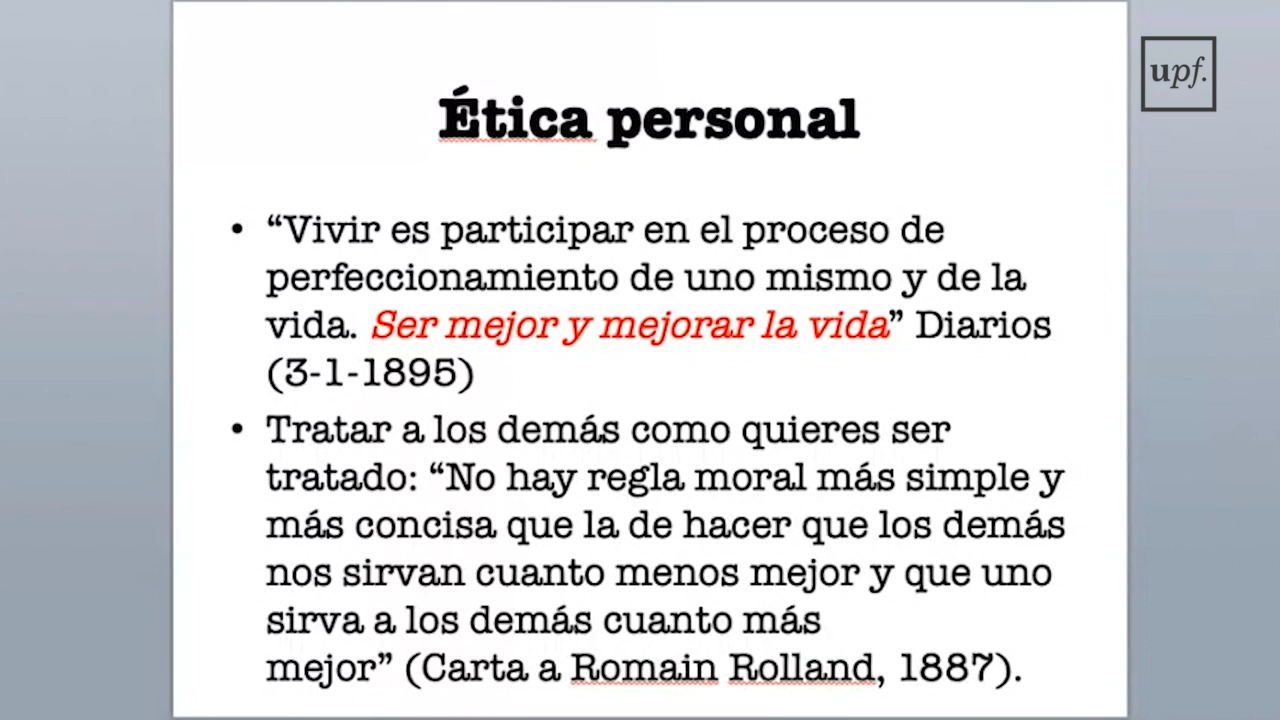 upf.
Ética personal
• “Vivir es participar en el proceso de
perfeccionamiento de uno mismo y de la
vida. Ser mejor y mejorar la vida” Diarios
(3-1-1895)
• Tratar a los demás como quieres ser
tratado: “No hay regla moral más simple y
más concisa que la de hacer que los demás
nos sirvan cuanto menos mejor y que uno
sirva a los demás cuanto más
mejor” (Carta a Romain Rolland, 1887).